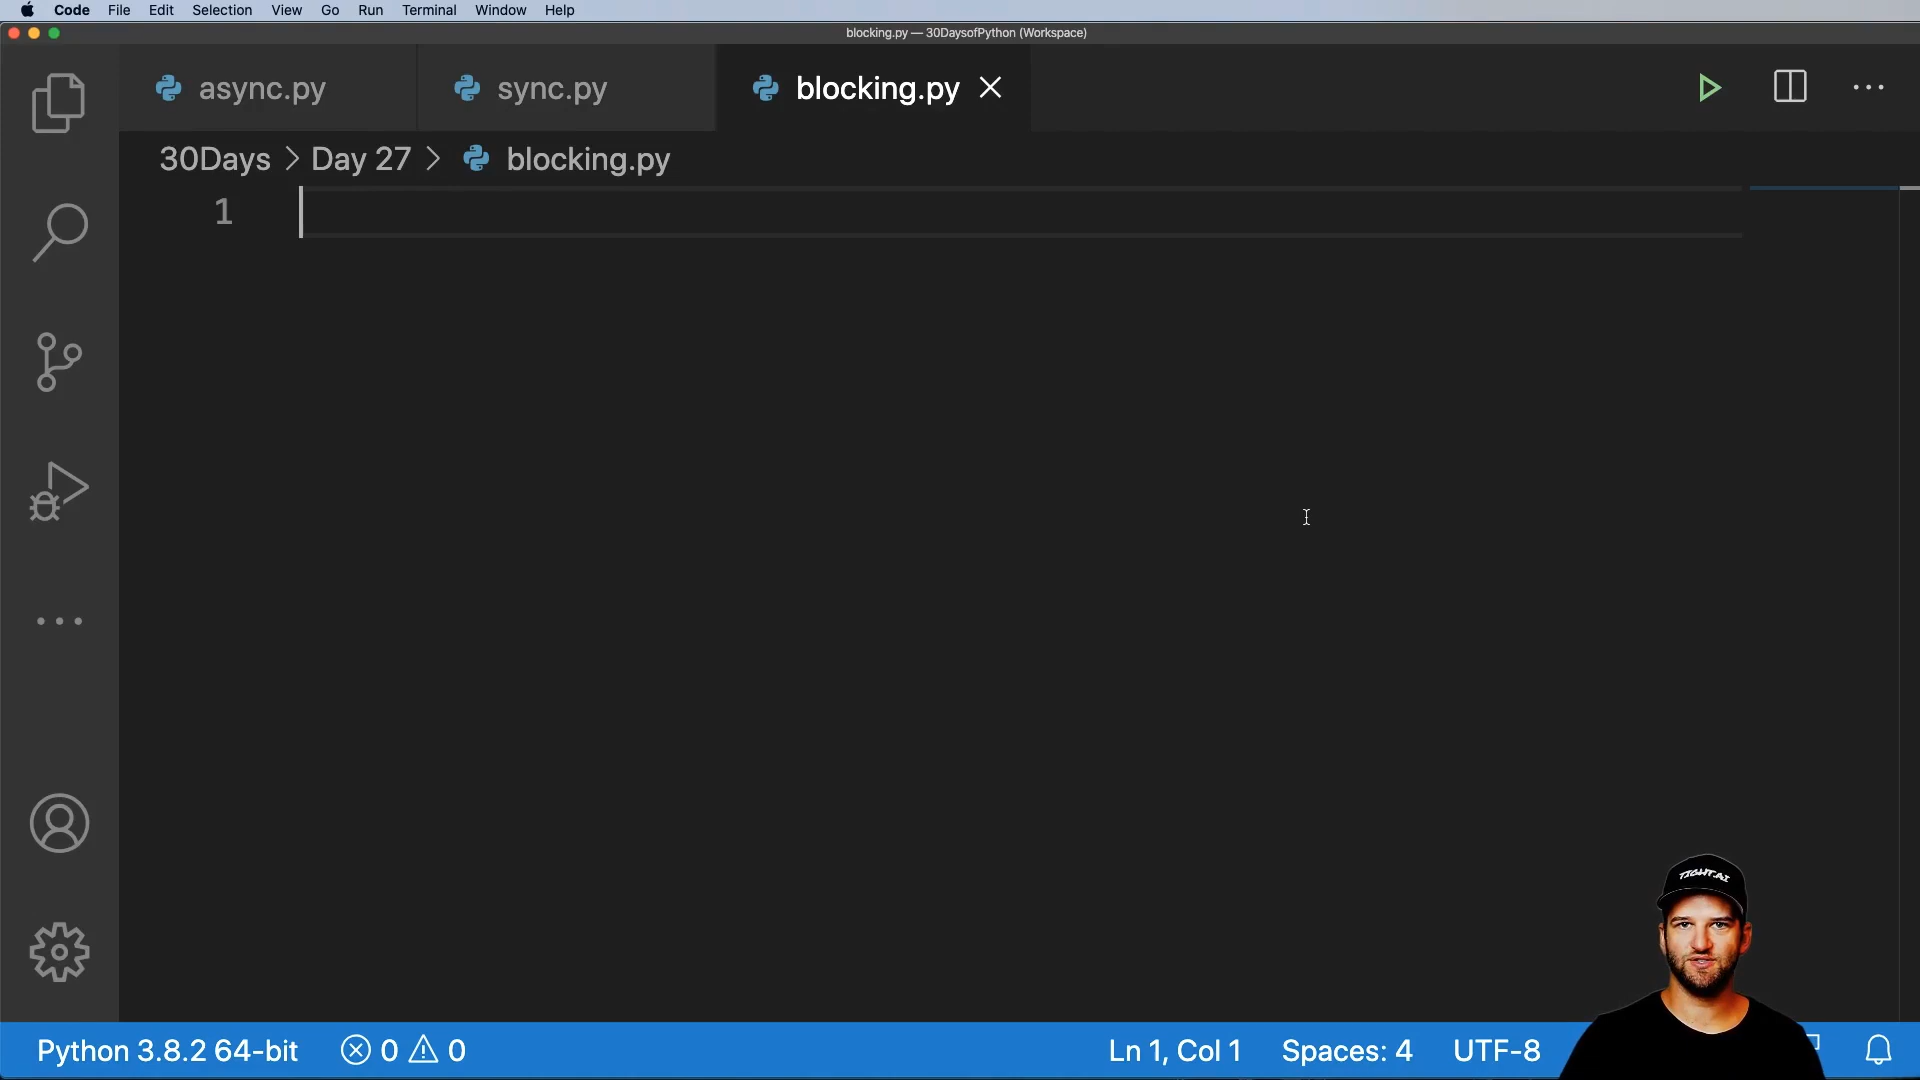 Code File Edit Selection View Go Run Terminal Window Help
blocking.py — 30DaysofPython (Workspace)
async.py sync.py blocking.py
30Days > Day 27 > blocking.py
1
TIGHT.AI
Python 3.8.2 64-bit 0 0 Ln 1, Col 1 Spaces: 4 UTF-8